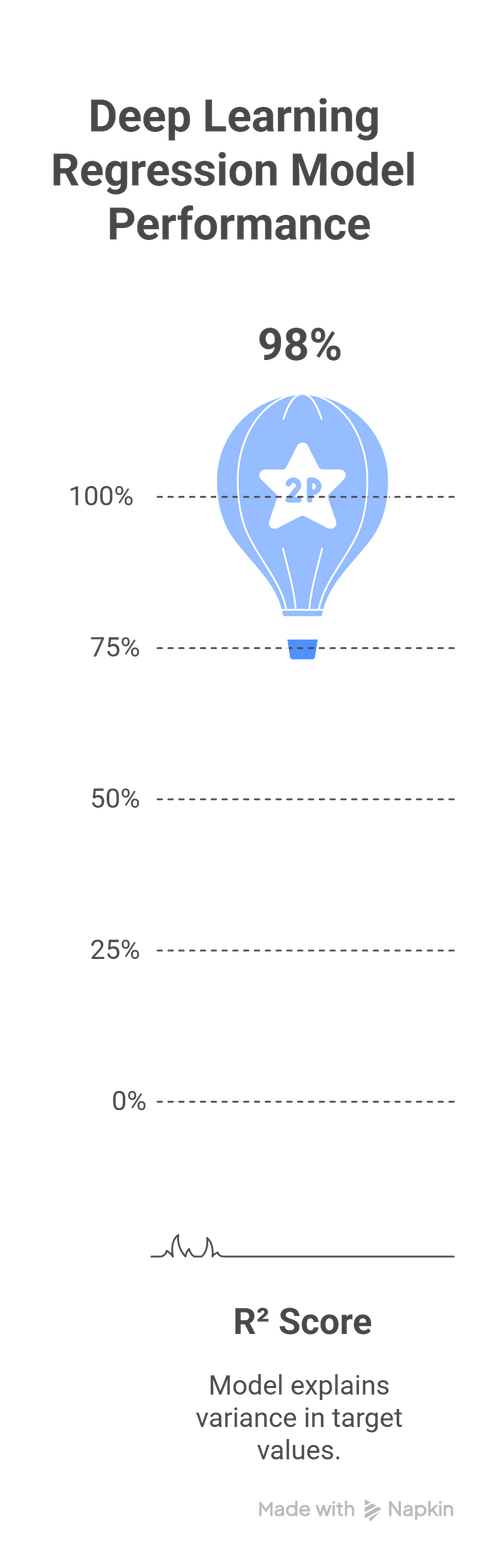 Deep Learning
Regression Model
Performance
98%
2P
100%
75%
50%
25%
0%
R² Score
Model explains
variance in target
values.
Made with Napkin